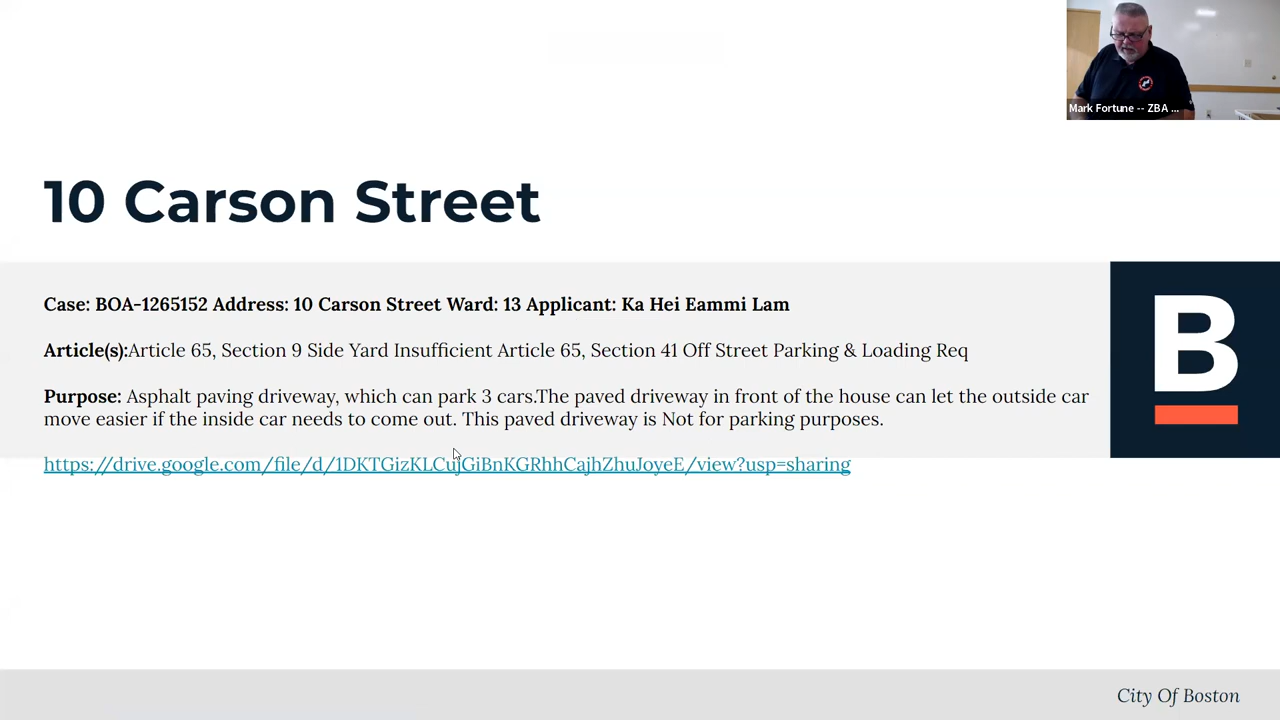 Mark Fortune -- ZBA ...
10 Carson Street
Case: BOA-1265152 Address: 10 Carson Street Ward: 13 Applicant: Ka Hei Eammi Lam
Article(s):Article 65, Section 9 Side Yard Insufficient Article 65, Section 41 Off Street Parking & Loading Req
Purpose: Asphalt paving driveway, which can park 3 cars.The paved driveway in front of the house can let the outside car
move easier if the inside car needs to come out. This paved driveway is Not for parking purposes.
https://drive.google.com/file/d/1DKTGizKLCujGiBnKGRhhCajhZhuJoyeE/view?usp=sharing
B
City Of Boston